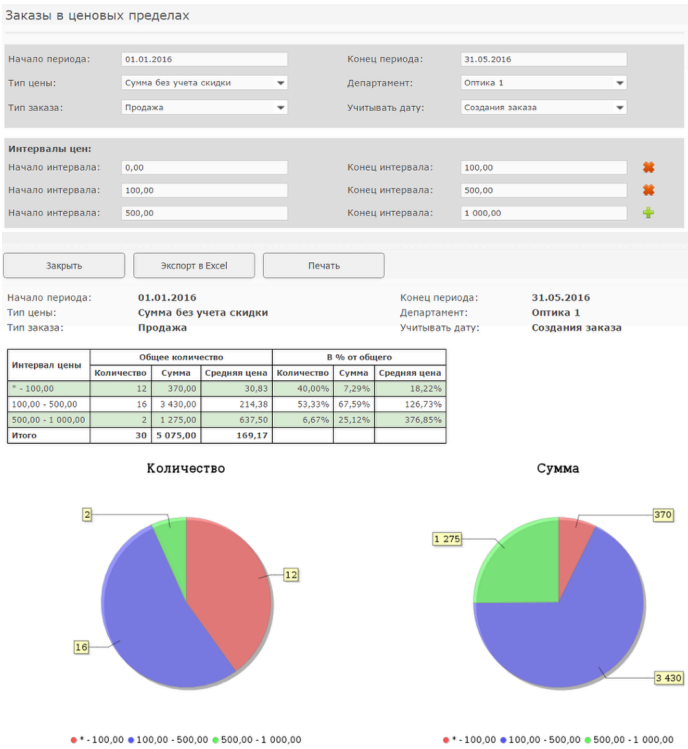 Заказы в ценовых пределах
Начало периода: 01.01.2016 Конец периода: 31.05.2016
Тип цены: Сумма без учета скидки Департамент: Оптика 1
Тип заказа: Продажа Учитывать дату: Создания заказа
Интервалы цен:
Начало интервала: 0,00 Конец интервала: 100,00
Начало интервала: 100,00 Конец интервала: 500,00
Начало интервала: 500,00 Конец интервала: 1 000,00
Закрыть Экспорт в Excel Печать
Начало периода: 01.01.2016 Конец периода: 31.05.2016
Тип цены: Сумма без учета скидки Департамент: Оптика 1
Тип заказа: Продажа Учитывать дату: Создания заказа
Интервал цены Общее количество В % от общего
Количество Сумма Средняя цена Количество Сумма Средняя цена
* - 100,00 12 370,00 30,83 40,00% 7,29% 18,22%
100,00 - 500,00 16 3 430,00 214,38 53,33% 67,59% 126,73%
500,00 - 1 000,00 2 1 275,00 637,50 6,67% 25,12% 376,85%
Итого 30 5 075,00 169,17
Количество Сумма
2 370
1 275
12
16
3 430
* - 100,00 100,00 - 500,00 500,00 - 1 000,00 * - 100,00 100,00 - 500,00 500,00 - 1 000,00